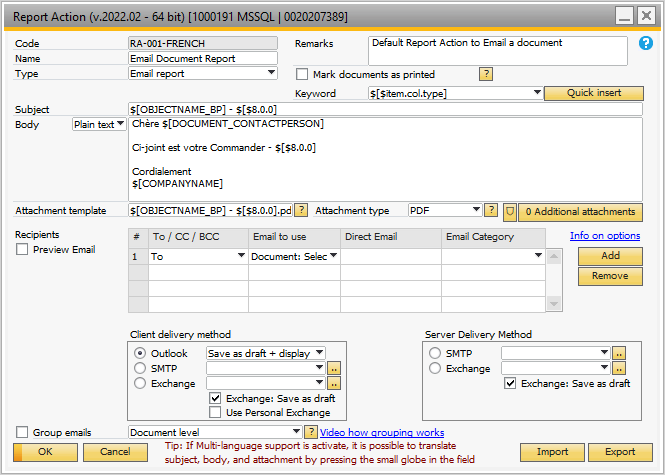 Report Action (v.2022.02 - 64 bit) [1000191 MSSQL | 0020207389]
Code RA-001-FRENCH
Remarks Default Report Action to Email a document
Name Email Document Report
Type Email report
Mark documents as printed ?
Keyword $[$item.col.type] Quick insert
Subject $[OBJECTNAME_BP] - $[$8.0.0]
Body Plain text Chère $[DOCUMENT_CONTACTPERSON]
Ci-joint est votre Commander - $[$8.0.0]
Cordialement
$[COMPANYNAME]
Attachment template $[OBJECTNAME_BP] - $[$8.0.0].pd ? Attachment type PDF ? 0 Additional attachments
Recipients
Preview Email
# To / CC / BCC Email to use Direct Email Email Category
Info on options
1 To Document: Selec
Add
Remove
Client delivery method
Server Delivery Method
Outlook Save as draft + display
SMTP ..
Exchange ..
Exchange: Save as draft
Use Personal Exchange
SMTP ..
Exchange ..
Exchange: Save as draft
Group emails Document level ? Video how grouping works
OK Cancel
Tip: If Multi-language support is activate, it is possible to translate
subject, body, and attachment by pressing the small globe in the field
Import Export